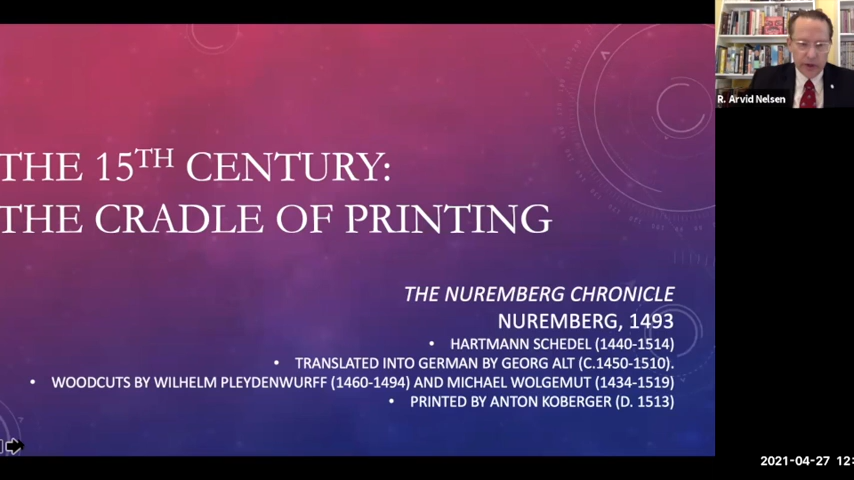 THE 15TH CENTURY:
THE CRADLE OF PRINTING
THE NUREMBERG CHRONICLE
NUREMBERG, 1493
• HARTMANN SCHEDEL (1440-1514)
• TRANSLATED INTO GERMAN BY GEORG ALT (C.1450-1510).
• WOODCUTS BY WILHELM PLEYDENWURFF (1460-1494) AND MICHAEL WOLGEMUT (1434-1519)
• PRINTED BY ANTON KOBERGER (D. 1513)
R. Arvid Nelsen
2021-04-27 12: